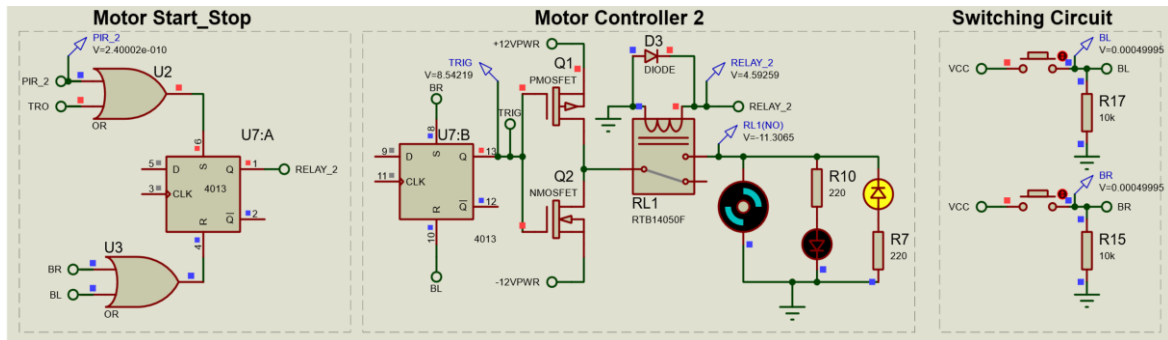 Motor Start_Stop
PIR_2
V=2.40002e-010
PIR_2
TRO
U2
OR
U7:A
5
D
3
CLK
6
S
4013
Q
1
RELAY_2
Q
2
R
4
U3
BR
BL
OR
Motor Controller 2
TRIG
V=8.54219
BR
TRIG
U7:B
8
S
9
D
11
CLK
Q
13
Q
12
R
10
4013
BL
+12VPWR
Q1
PMOSFET
Q2
NMOSFET
-12VPWR
D3
DIODE
RELAY_2
V=4.59259
RELAY_2
RL1(NO)
V=-11.3065
RL1
RTB14050F
R10
220
R7
220
Switching Circuit
BL
V=0.00049995
VCC
BL
R17
10k
BR
V=0.00049995
VCC
BR
R15
10k